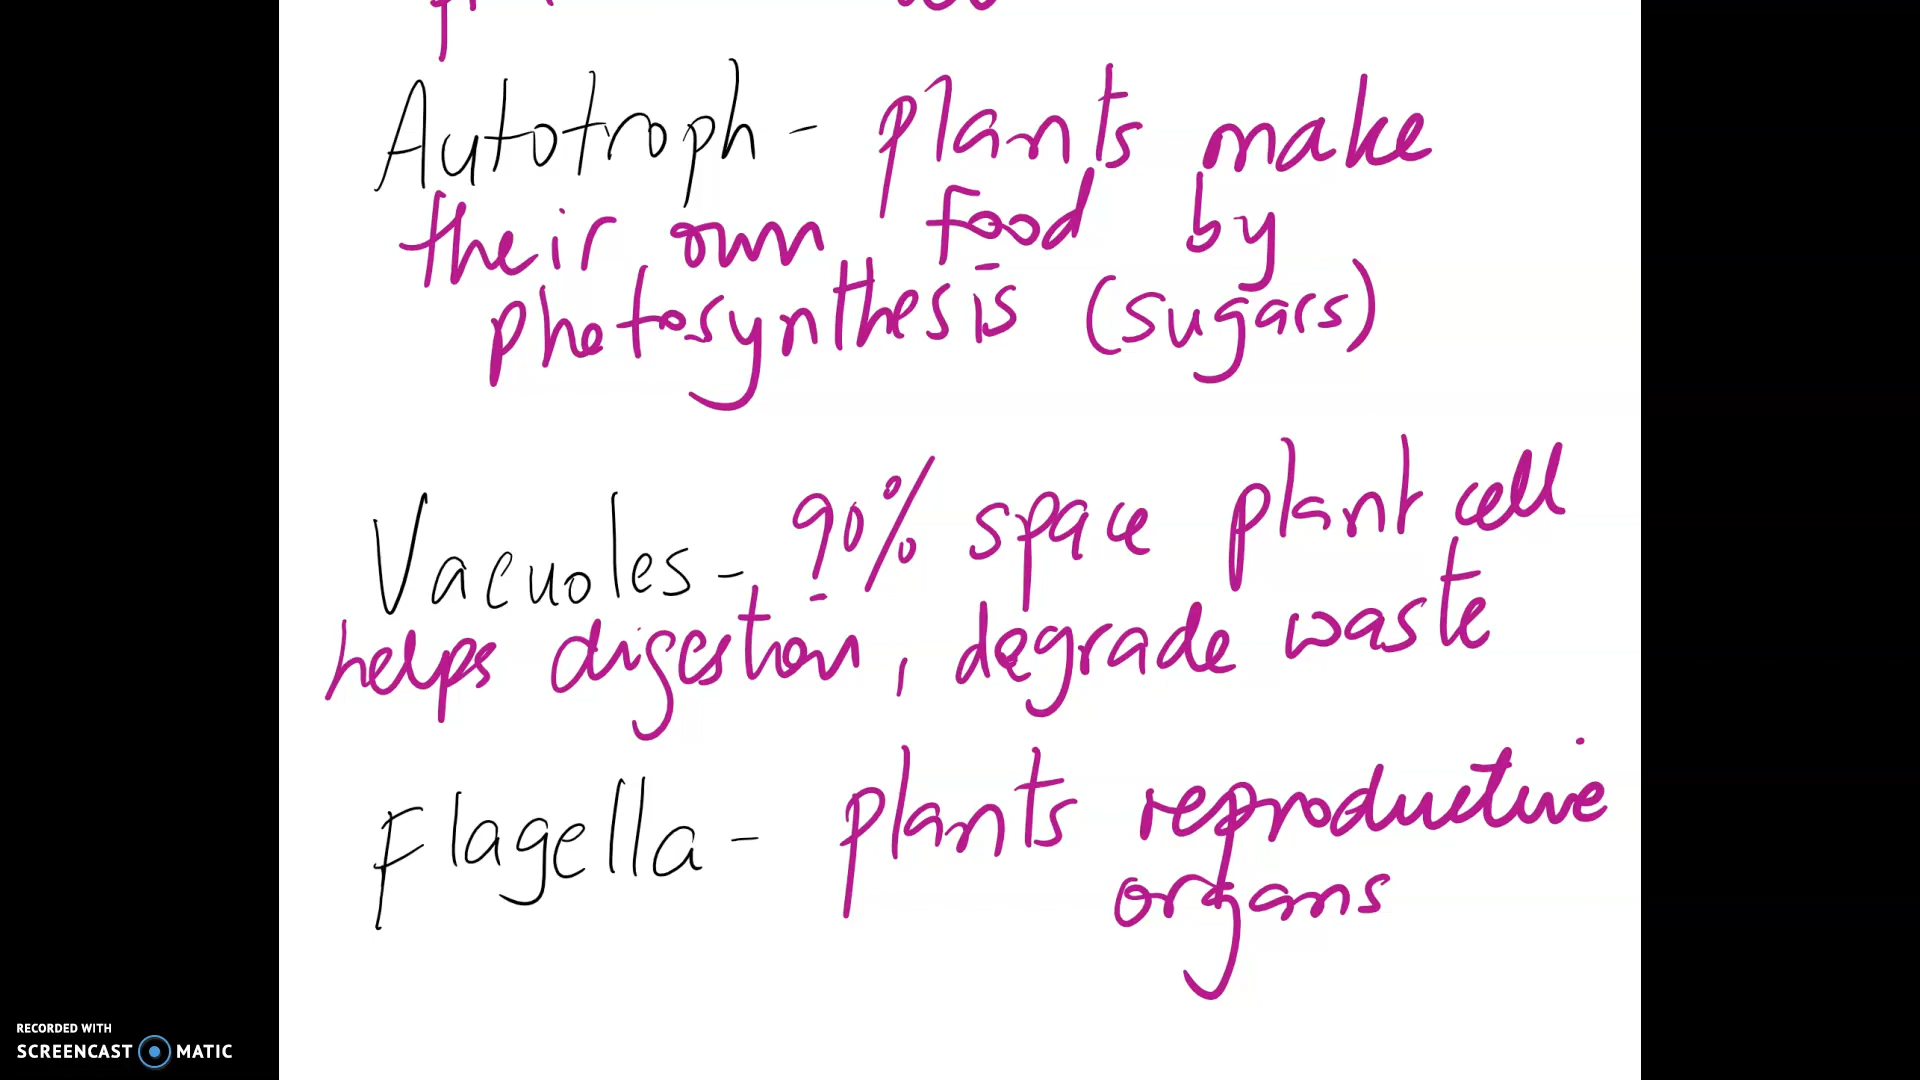 Autotroph - plants make
their own food by
photosynthesis (sugars)
Vacuoles - 90% space plant cell
helps digestion, degrade waste
Flagella - plants reproductive
organs
RECORDED WITH
SCREENCAST MATIC